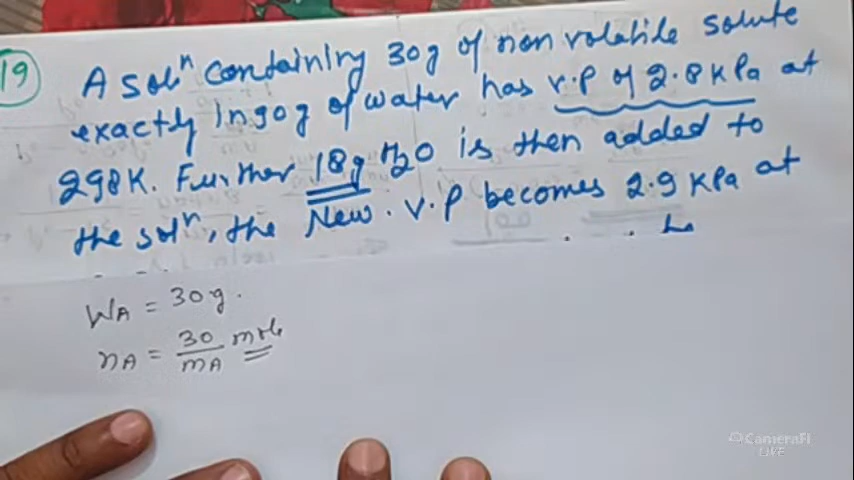 19
A solⁿ containing 30g of non volatile solute
exactly in 90g of water has v.p of 2.8 KPa at
298K. Further 18g H2O is then added to
the solⁿ, the New. v.p becomes 2.9 KPa at
WA = 30g.
nA = 30/mA mole
CameraFi
LIVE